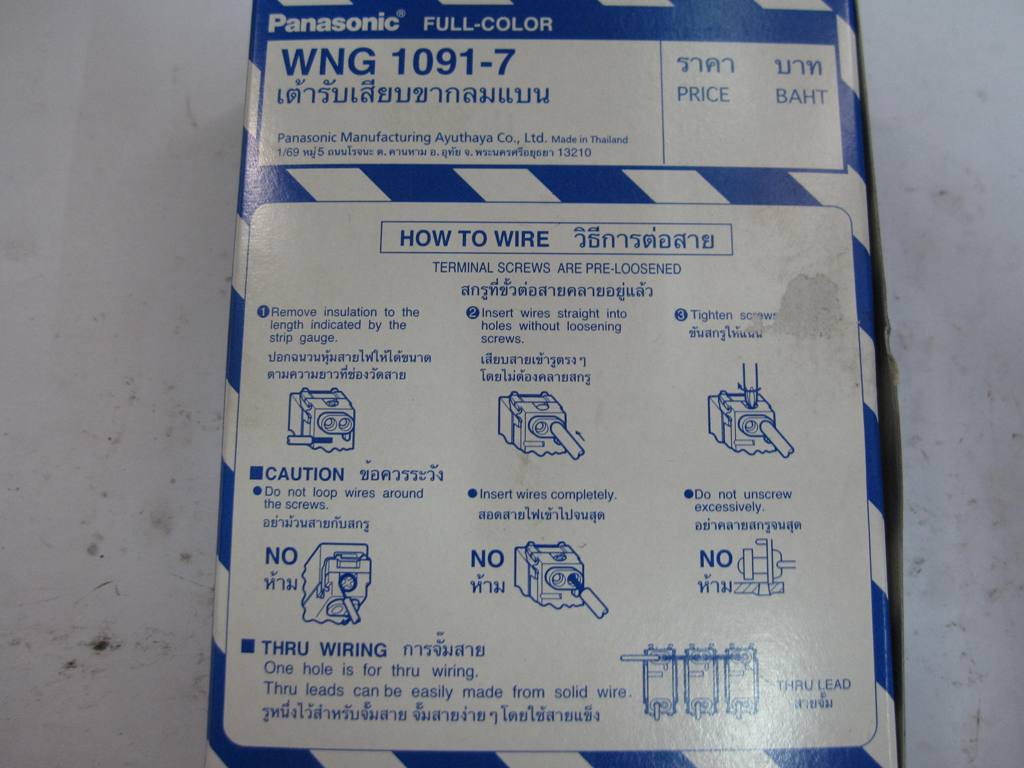 Panasonic® FULL-COLOR
WNG 1091-7
เต้ารับเสียบขากลมแบน
ราคา บาท
PRICE BAHT
Panasonic Manufacturing Ayuthaya Co., Ltd. Made in Thailand
1/69 หมู่ 5 ถนนโรจนะ ต. คานหาม อ. อุทัย จ. พระนครศรีอยุธยา 13210
HOW TO WIRE วิธีการต่อสาย
TERMINAL SCREWS ARE PRE-LOOSENED
สกรูที่ขั้วต่อสายคลายอยู่แล้ว
❶ Remove insulation to the
length indicated by the
strip gauge.
ปอกฉนวนหุ้มสายไฟให้ได้ขนาด
ตามความยาวที่ช่องวัดสาย
❷ Insert wires straight into
holes without loosening
screws.
เสียบสายเข้ารูตรง ๆ
โดยไม่ต้องคลายสกรู
❸ Tighten screws
ขันสกรูให้แน่น
■ CAUTION ข้อควรระวัง
● Do not loop wires around
the screws.
อย่าม้วนสายกับสกรู
NO
ห้าม
● Insert wires completely.
สอดสายไฟเข้าไปจนสุด
NO
ห้าม
● Do not unscrew
excessively.
อย่าคลายสกรูจนสุด
NO
ห้าม
■ THRU WIRING การจั๊มสาย
One hole is for thru wiring.
Thru leads can be easily made from solid wire.
รูหนึ่งไว้สำหรับจั๊มสาย จั๊มสายง่าย ๆ โดยใช้สายแข็ง
THRU LEAD
สายจั๊ม